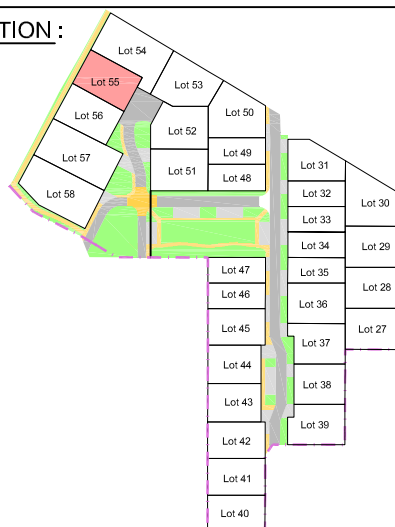 TION :
Lot 54
Lot 53
Lot 55
Lot 56
Lot 50
Lot 52
Lot 57
Lot 49
Lot 51
Lot 48
Lot 58
Lot 31
Lot 32
Lot 30
Lot 33
Lot 34
Lot 29
Lot 47
Lot 35
Lot 28
Lot 46
Lot 36
Lot 45
Lot 27
Lot 37
Lot 44
Lot 38
Lot 43
Lot 39
Lot 42
Lot 41
Lot 40